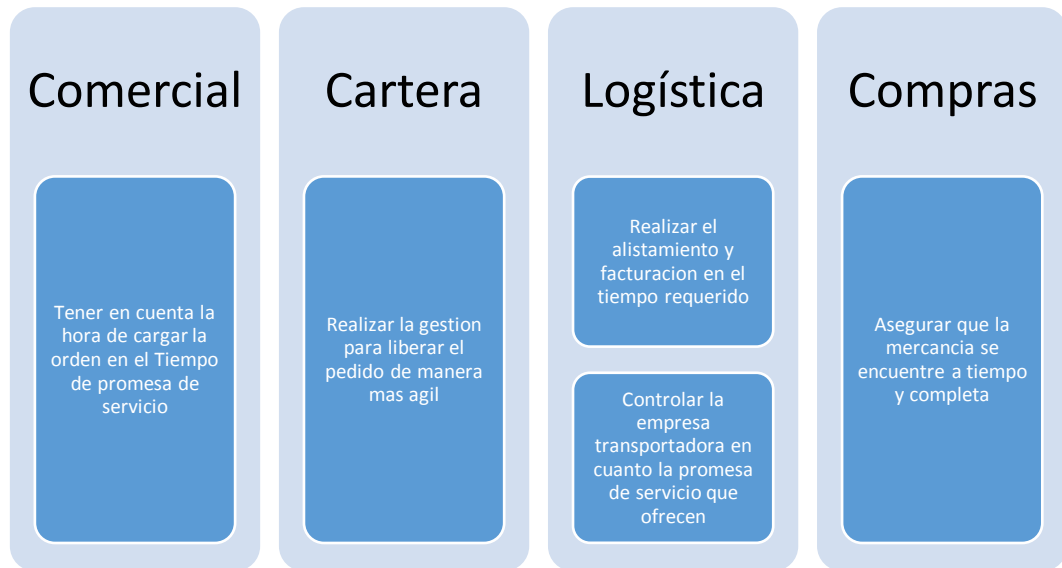 Comercial
Tener en cuenta la
hora de cargar la
orden en el Tiempo
de promesa de
servicio
Cartera
Realizar la gestion
para liberar el
pedido de manera
mas agil
Logística
Realizar el
alistamiento y
facturacion en el
tiempo requerido
Controlar la
empresa
transportadora en
cuanto la promesa
de servicio que
ofrecen
Compras
Asegurar que la
mercancia se
encuentre a tiempo
y completa